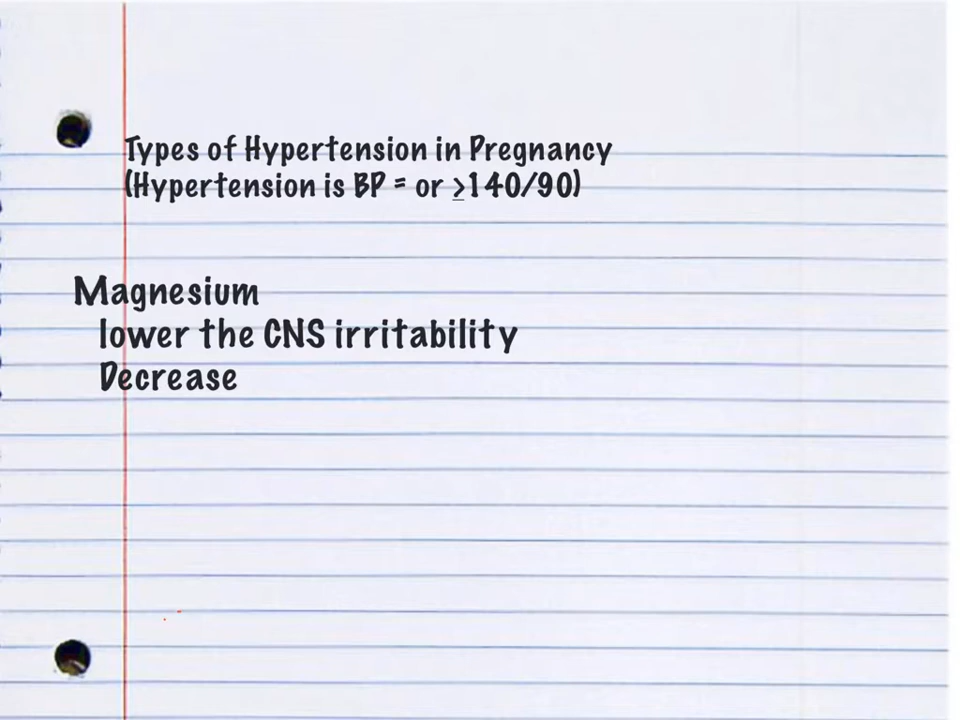 Types of Hypertension in Pregnancy
(Hypertension is BP = or ≥140/90)
Magnesium
lower the CNS irritability
Decrease